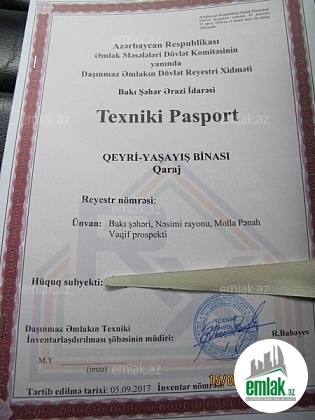 Azərbaycan Respublikası
Əmlak Məsələləri Dövlət Komitəsinin
yanında
Daşınmaz Əmlakın Dövlət Reyestri Xidməti
Bakı Şəhər Ərazi İdarəsi
Texniki Pasport
QEYRİ-YAŞAYIŞ BİNASI
Qaraj
Reyestr nömrəsi:
Ünvan: Bakı şəhəri, Nəsimi rayonu, Molla Pənah
Vaqif prospekti
Hüquq subyekti:
TEXNİKİ
Daşınmaz Əmlakın Texniki
İnventarlaşdırılması şöbəsinin müdiri:
R.Babayev
M.Y
(imza)
Tərtib edilmə tarixi: 05.09.2017 İnventar nömrəsi
emlak.az